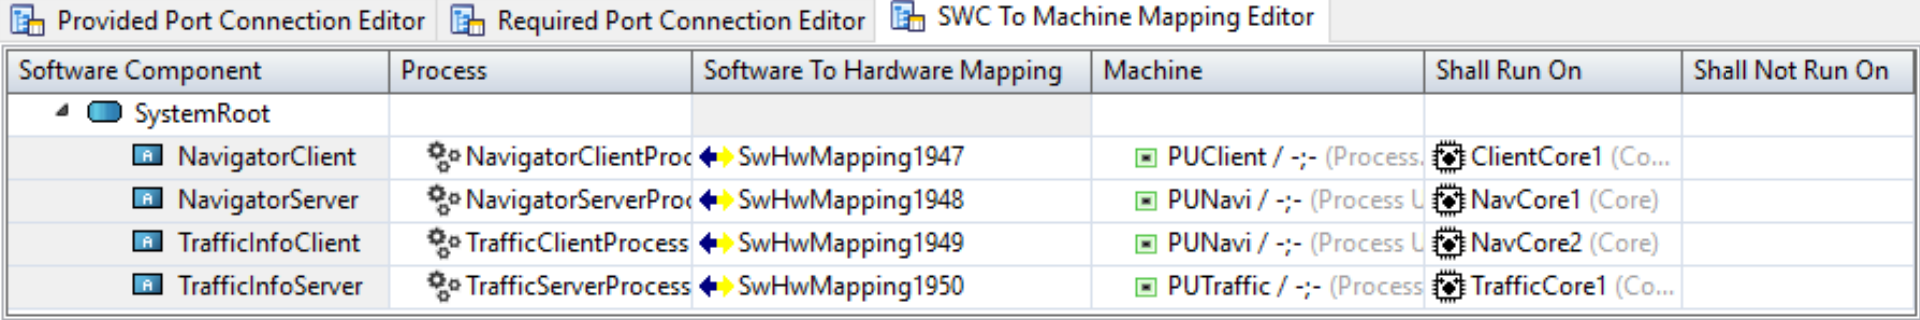 Provided Port Connection Editor Required Port Connection Editor SWC To Machine Mapping Editor
Software Component Process Software To Hardware Mapping Machine Shall Run On Shall Not Run On
SystemRoot
A NavigatorClient NavigatorClientProc SwHwMapping1947 PUClient / -;- (Process. ClientCore1 (Co...
A NavigatorServer NavigatorServerProc SwHwMapping1948 PUNavi / -;- (Process U NavCore1 (Core)
A TrafficInfoClient TrafficClientProcess SwHwMapping1949 PUNavi / -;- (Process U NavCore2 (Core)
A TrafficInfoServer TrafficServerProcess SwHwMapping1950 PUTraffic / -;- (Process TrafficCore1 (Co...